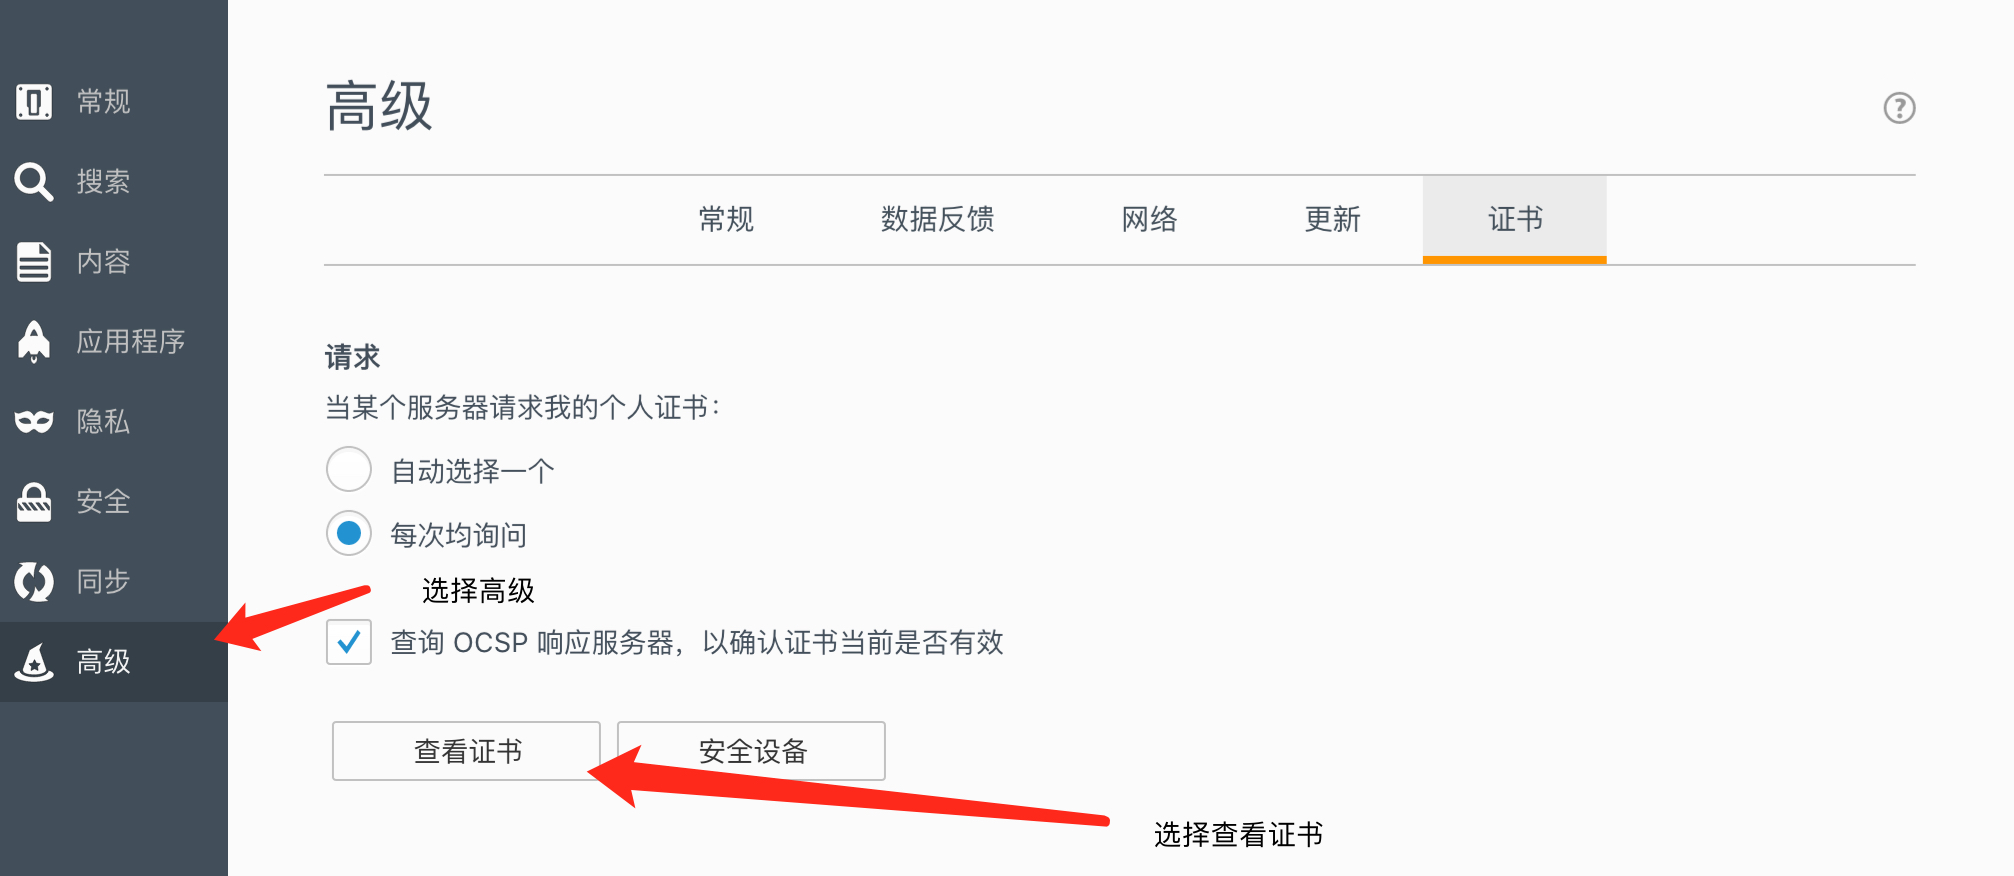 常规
搜索
内容
应用程序
隐私
安全
同步
高级
高级
?
常规 数据反馈 网络 更新 证书
请求
当某个服务器请求我的个人证书：
自动选择一个
每次均询问
选择高级
查询 OCSP 响应服务器，以确认证书当前是否有效
查看证书 安全设备
选择查看证书